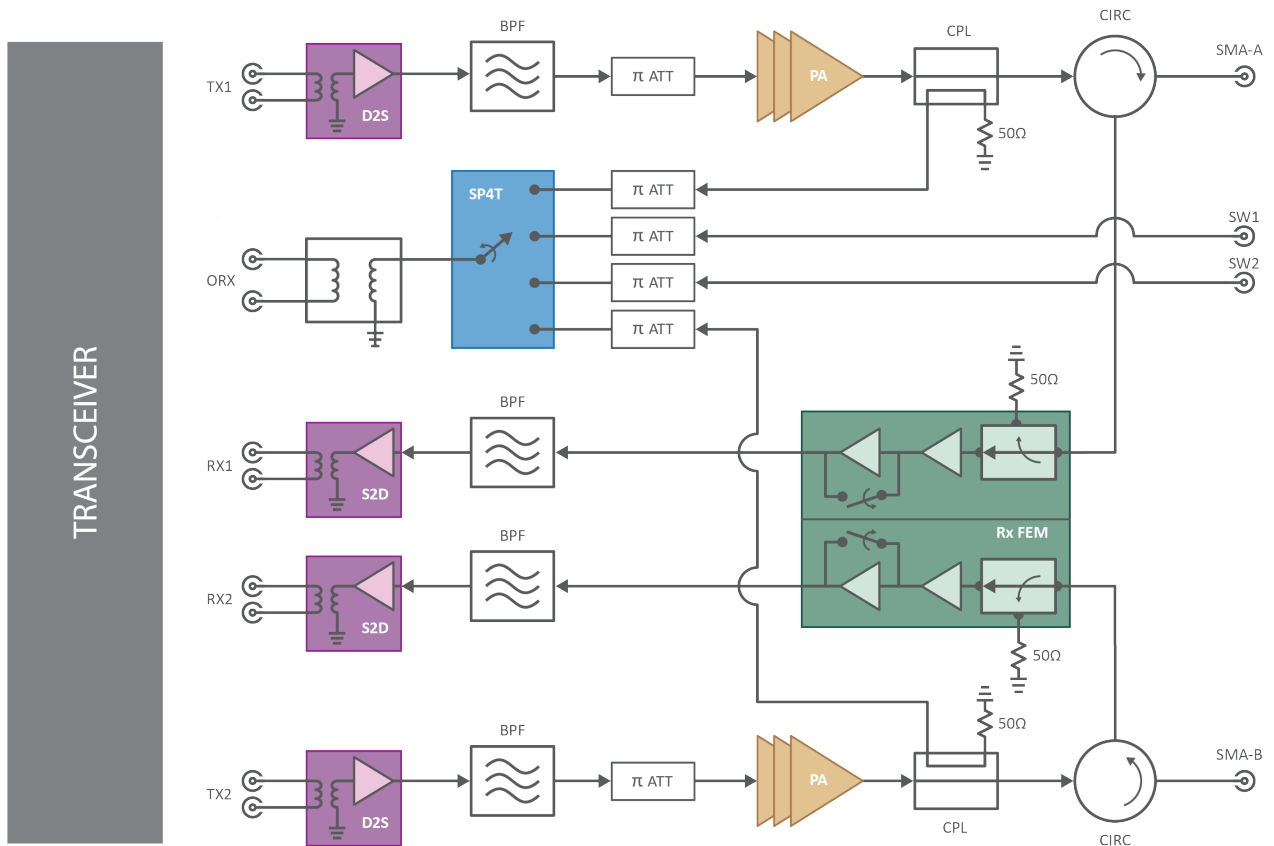 TRANSCEIVER
TX1
D2S
BPF
π ATT
PA
CPL
50Ω
CIRC
SMA-A
ORX
SP4T
π ATT
π ATT
π ATT
π ATT
SW1
SW2
RX1
S2D
BPF
50Ω
Rx FEM
RX2
S2D
BPF
50Ω
TX2
D2S
BPF
π ATT
PA
50Ω
CPL
CIRC
SMA-B